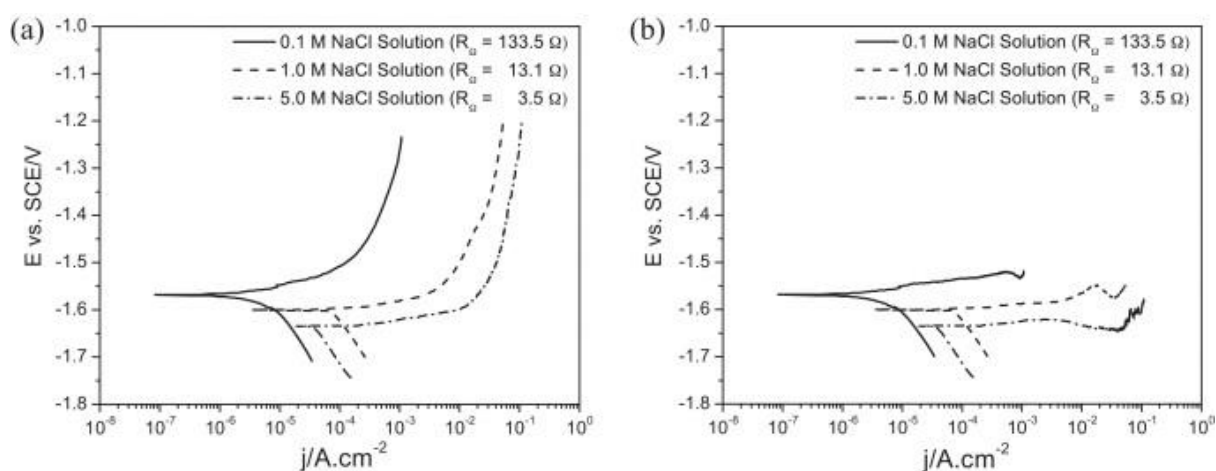 (a)
-1.0
-1.1
-1.2
-1.3
-1.4
-1.5
-1.6
-1.7
-1.8
E vs. SCE/V
0.1 M NaCl Solution (R_Ω = 133.5 Ω)
1.0 M NaCl Solution (R_Ω = 13.1 Ω)
5.0 M NaCl Solution (R_Ω = 3.5 Ω)
10⁻⁸ 10⁻⁷ 10⁻⁶ 10⁻⁵ 10⁻⁴ 10⁻³ 10⁻² 10⁻¹ 10⁰
j/A.cm⁻²
(b)
-1.0
-1.1
-1.2
-1.3
-1.4
-1.5
-1.6
-1.7
-1.8
E vs. SCE/V
0.1 M NaCl Solution (R_Ω = 133.5 Ω)
1.0 M NaCl Solution (R_Ω = 13.1 Ω)
5.0 M NaCl Solution (R_Ω = 3.5 Ω)
10⁻⁸ 10⁻⁷ 10⁻⁶ 10⁻⁵ 10⁻⁴ 10⁻³ 10⁻² 10⁻¹ 10⁰
j/A.cm⁻²